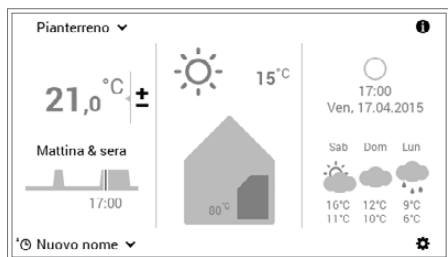 Pianterreno
21,0 °C ±
Mattina & sera
17:00
Nuovo nome
15°C
80°C
17:00
Ven, 17.04.2015
Sab Dom Lun
16°C 12°C 9°C
11°C 10°C 6°C